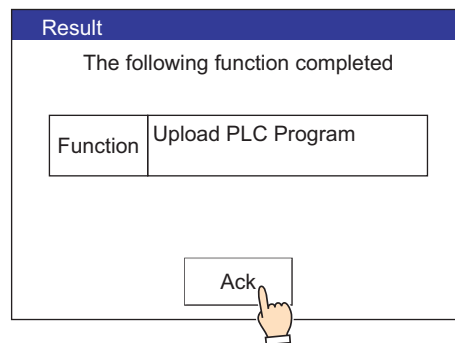 Result
The following function completed
Function
Upload PLC Program
Ack